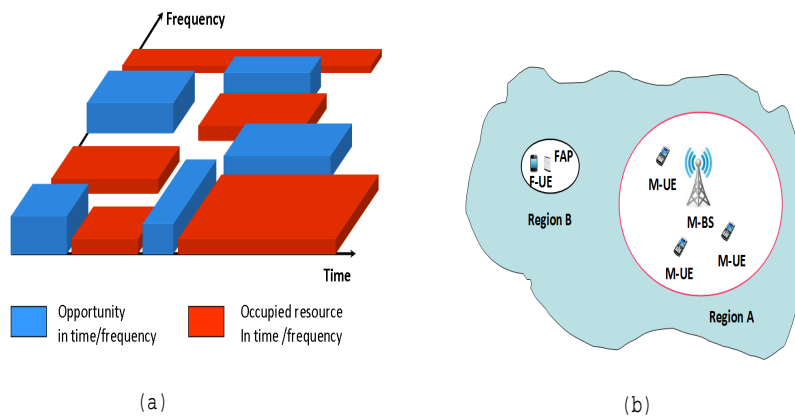 Frequency
Time
Opportunity
in time/frequency
Occupied resource
In time /frequency
(a)
FAP
F-UE
Region B
M-UE
M-BS
M-UE
M-UE
Region A
(b)